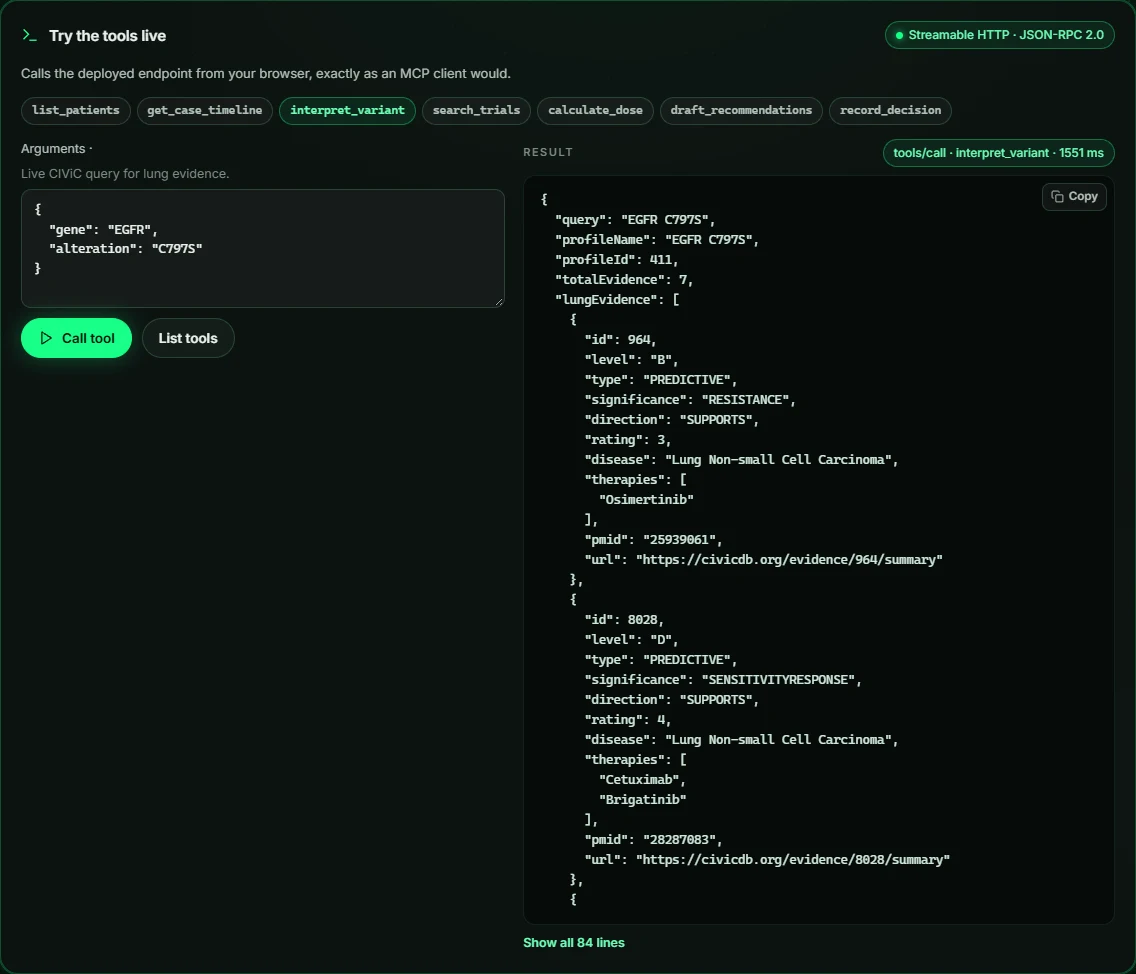 Try the tools live
Streamable HTTP · JSON-RPC 2.0
Calls the deployed endpoint from your browser, exactly as an MCP client would.
list_patients
get_case_timeline
interpret_variant
search_trials
calculate_dose
draft_recommendations
record_decision
Arguments ·
Live CIViC query for lung evidence.
{
  "gene": "EGFR",
  "alteration": "C797S"
}
Call tool
List tools
RESULT
tools/call · interpret_variant · 1551 ms
Copy
{
  "query": "EGFR C797S",
  "profileName": "EGFR C797S",
  "profileId": 411,
  "totalEvidence": 7,
  "lungEvidence": [
    {
      "id": 964,
      "level": "B",
      "type": "PREDICTIVE",
      "significance": "RESISTANCE",
      "direction": "SUPPORTS",
      "rating": 3,
      "disease": "Lung Non-small Cell Carcinoma",
      "therapies": [
        "Osimertinib"
      ],
      "pmid": "25939061",
      "url": "https://civicdb.org/evidence/964/summary"
    },
    {
      "id": 8028,
      "level": "D",
      "type": "PREDICTIVE",
      "significance": "SENSITIVITYRESPONSE",
      "direction": "SUPPORTS",
      "rating": 4,
      "disease": "Lung Non-small Cell Carcinoma",
      "therapies": [
        "Cetuximab",
        "Brigatinib"
      ],
      "pmid": "28287083",
      "url": "https://civicdb.org/evidence/8028/summary"
    },
    {
Show all 84 lines